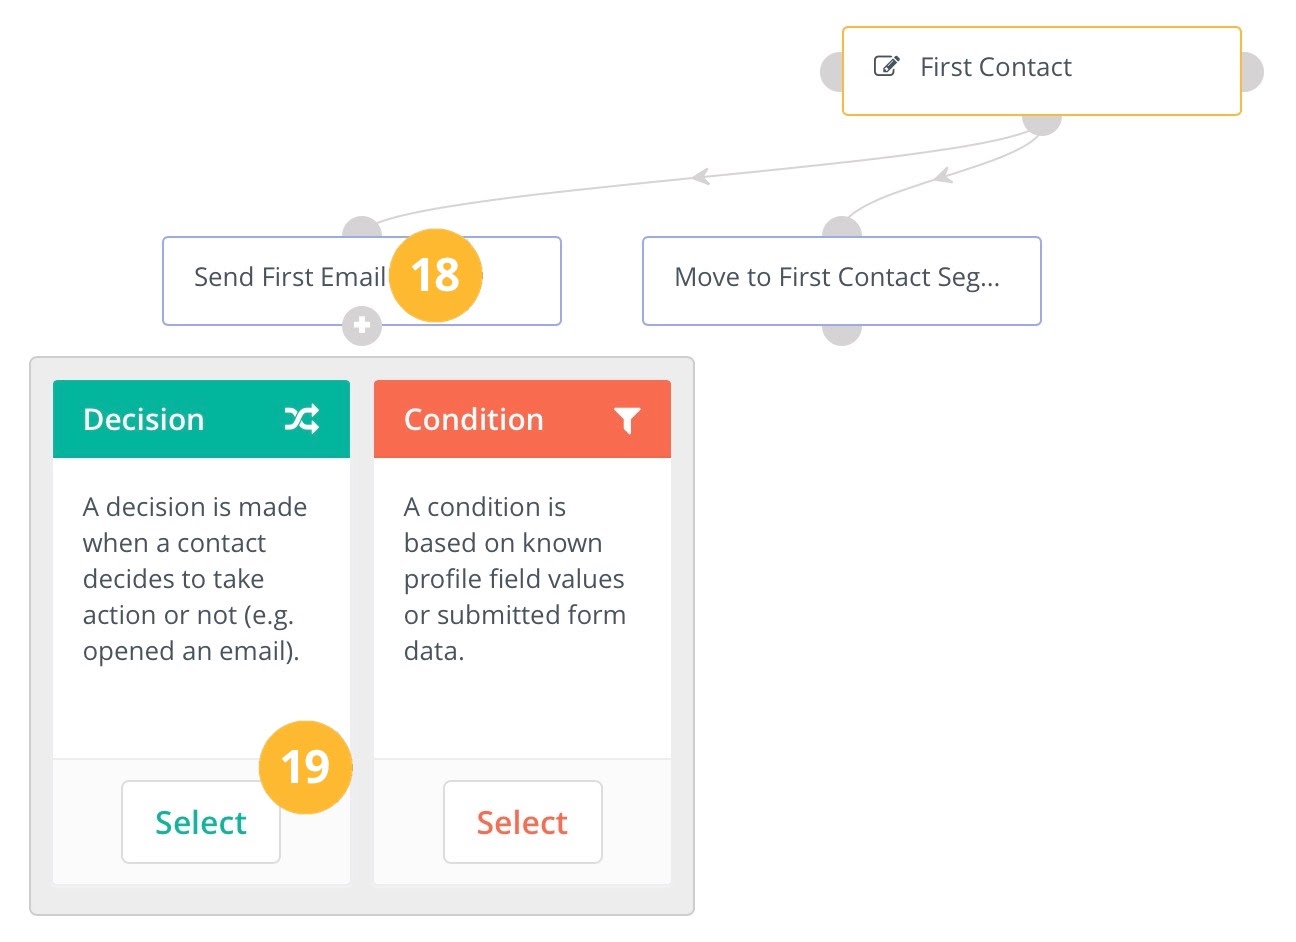 First Contact
Send First Email
18
Move to First Contact Seg...
Decision
A decision is made
when a contact
decides to take
action or not (e.g.
opened an email).
19
Select
Condition
A condition is
based on known
profile field values
or submitted form
data.
Select